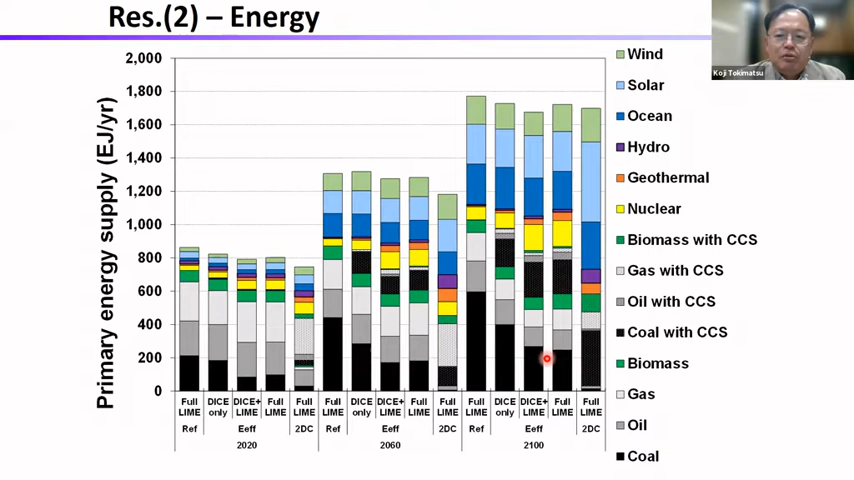 Res.(2) – Energy
Koji Tokimatsu
Primary energy supply (EJ/yr)
2,000
1,800
1,600
1,400
1,200
1,000
800
600
400
200
0
Full LIME
DICE only
DICE+ LIME
Full LIME
Full LIME
Full LIME
DICE only
DICE+ LIME
Full LIME
Full LIME
Full LIME
DICE only
DICE+ LIME
Full LIME
Full LIME
Ref
Eeff
2DC
Ref
Eeff
2DC
Ref
Eeff
2DC
2020
2060
2100
Wind
Solar
Ocean
Hydro
Geothermal
Nuclear
Biomass with CCS
Gas with CCS
Oil with CCS
Coal with CCS
Biomass
Gas
Oil
Coal